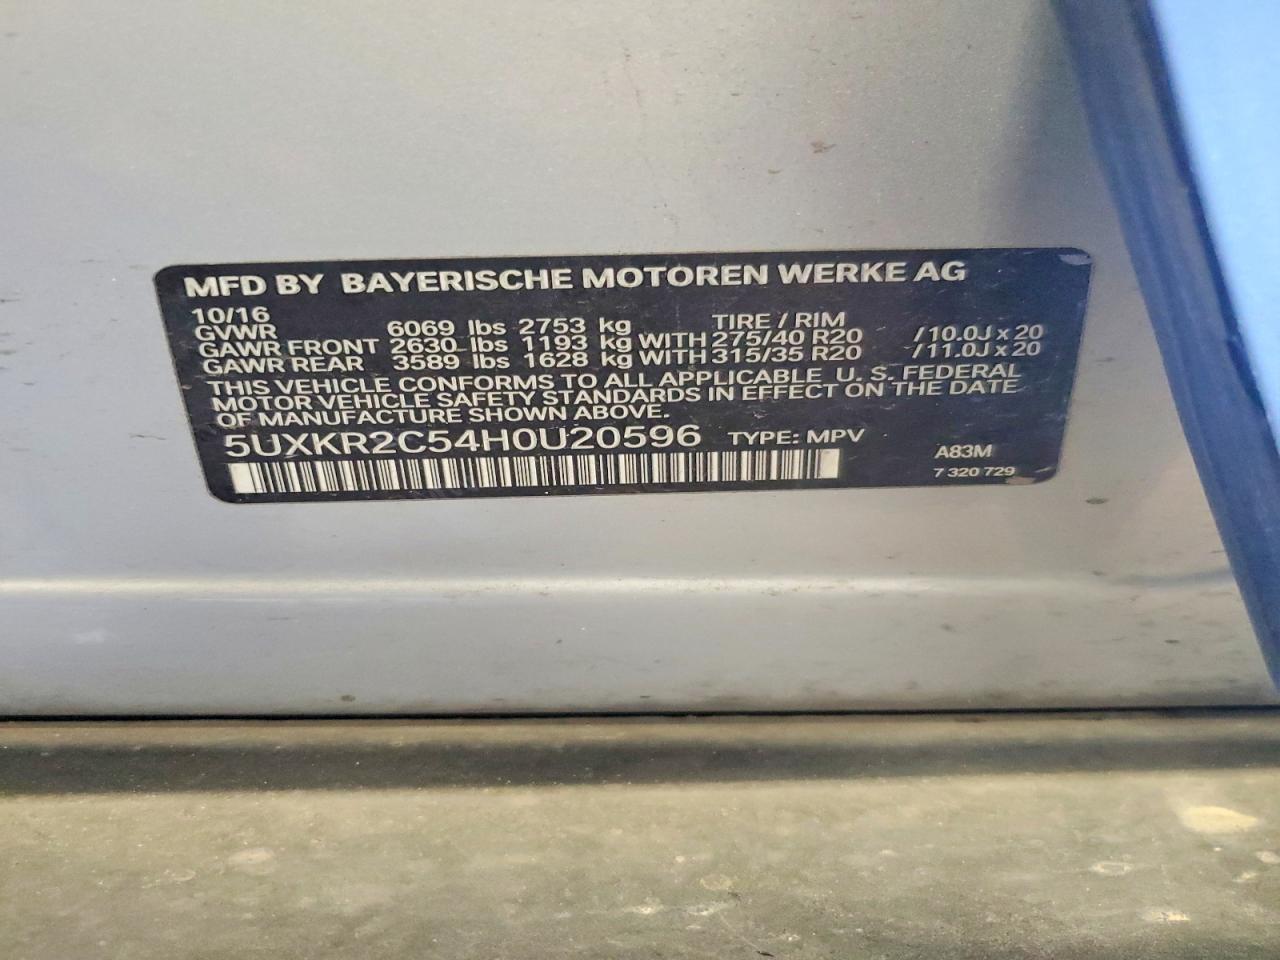 MFD BY BAYERISCHE MOTOREN WERKE AG
10/16 TIRE / RIM
GVWR 6069 lbs 2753 kg
GAWR FRONT 2630 lbs 1193 kg WITH 275/40 R20 /10.0J x 20
GAWR REAR 3589 lbs 1628 kg WITH 315/35 R20 /11.0J x 20
THIS VEHICLE CONFORMS TO ALL APPLICABLE U. S. FEDERAL
MOTOR VEHICLE SAFETY STANDARDS IN EFFECT ON THE DATE
OF MANUFACTURE SHOWN ABOVE.
5UXKR2C54H0U20596 TYPE: MPV
A83M
7 320 729